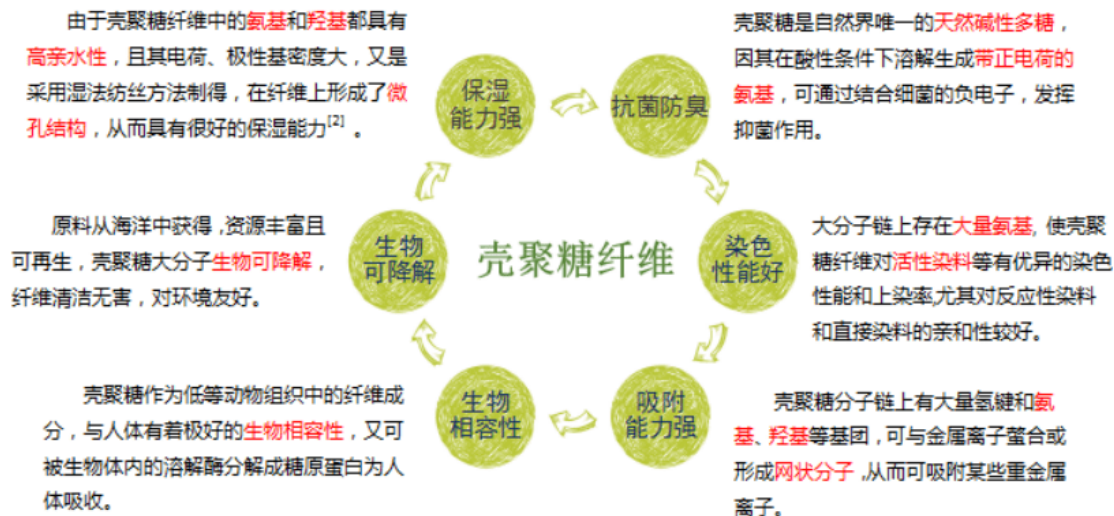 由于壳聚糖纤维中的氨基和羟基都具有
高亲水性，且其电荷、极性基密度大，又是
采用湿法纺丝方法制得，在纤维上形成了微
孔结构，从而具有很好的保湿能力[2] 。
保湿
能力强
抗菌防臭
壳聚糖是自然界唯一的天然碱性多糖，
因其在酸性条件下溶解生成带正电荷的
氨基，可通过结合细菌的负电子，发挥
抑菌作用。
原料从海洋中获得,资源丰富且
可再生，壳聚糖大分子生物可降解，
纤维清洁无害，对环境友好。
生物
可降解
壳聚糖纤维
染色
性能好
大分子链上存在大量氨基, 使壳聚
糖纤维对活性染料等有优异的染色
性能和上染率,尤其对反应性染料
和直接染料的亲和性较好。
壳聚糖作为低等动物组织中的纤维成
分，与人体有着极好的生物相容性，又可
被生物体内的溶解酶分解成糖原蛋白为人
体吸收。
生物
相容性
吸附
能力强
壳聚糖分子链上有大量氢键和氨
基、羟基等基团，可与金属离子螯合或
形成网状分子,从而可吸附某些重金属
离子。